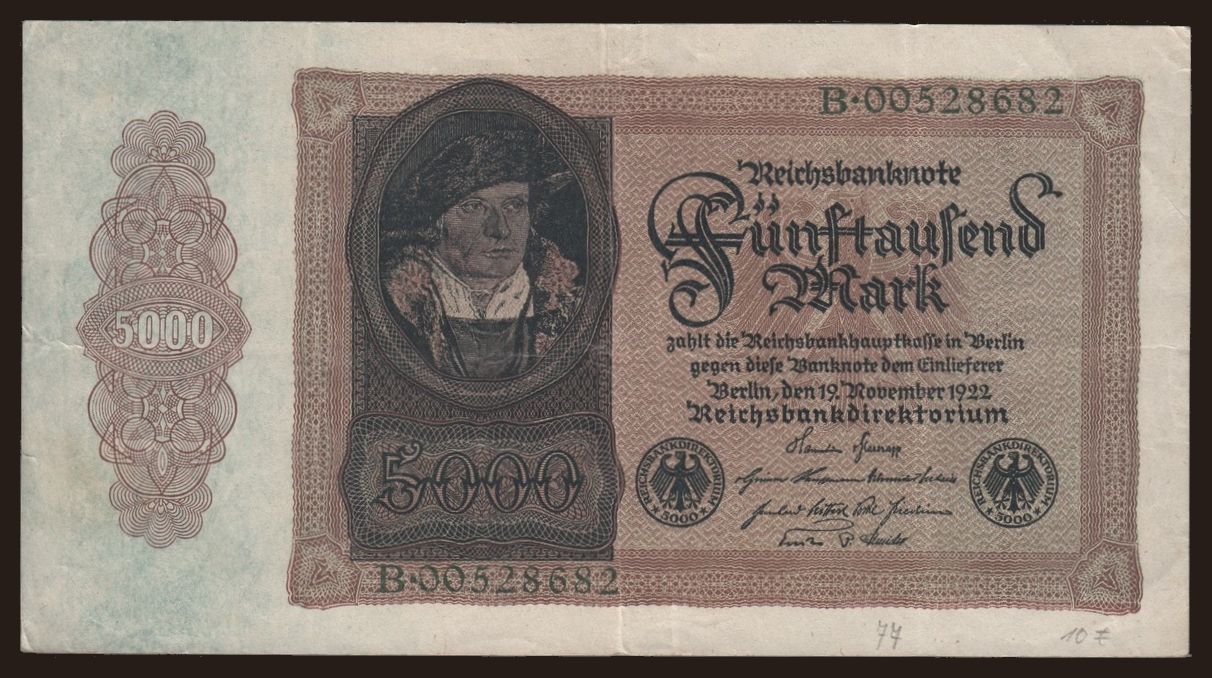 B·00528682
Reichsbanknote
Fünftausend
Mark
zahlt die Reichsbankhauptkasse in Berlin
gegen diese Banknote dem Einlieferer
Berlin, den 19. November 1922
Reichsbankdirektorium
5000
5000
REICHSBANKDIREKTORIUM
5000
REICHSBANKDIREKTORIUM
5000
B·00528682
77
10